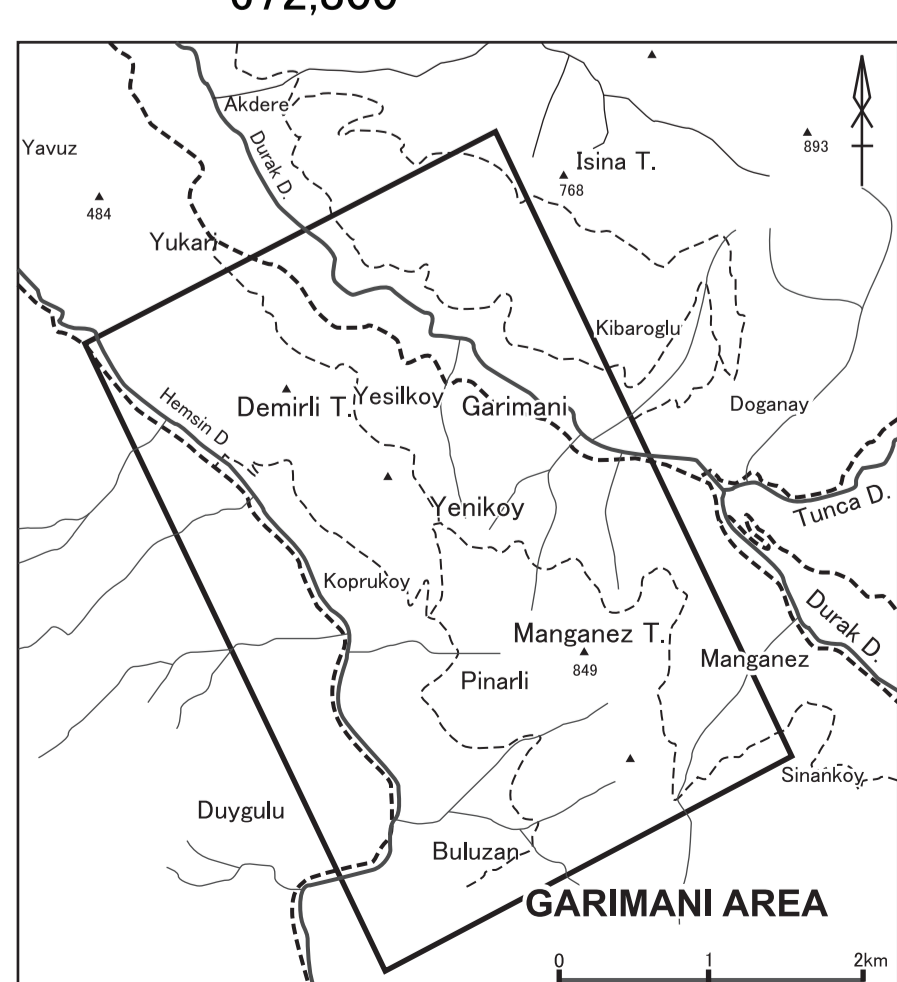 Akdere
Yavuz
Durak D.
Isina T.
893
768
484
Yukari
Kibaroglu
Hemsin D
Demirli T.
Yesilkoy
Garimani
Doganay
Tunca D.
Yenikoy
Koprukoy
Durak D.
Manganez T.
849
Manganez
Pinarli
Sinankoy
Duygulu
Buluzan
GARIMANI AREA
0 1 2km